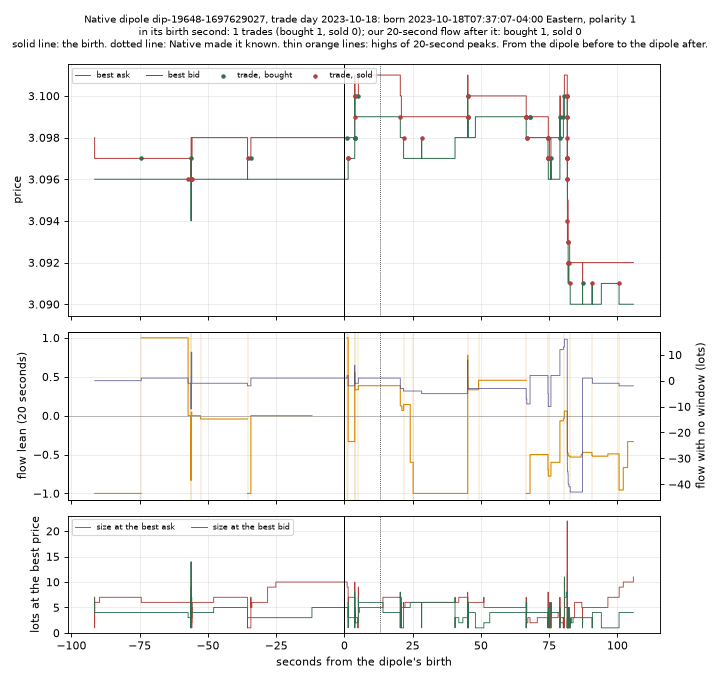 Native dipole dip-19648-1697629027, trade day 2023-10-18: born 2023-10-18T07:37:07-04:00 Eastern, polarity 1
in its birth second: 1 trades (bought 1, sold 0); our 20-second flow after it: bought 1, sold 0
solid line: the birth. dotted line: Native made it known. thin orange lines: highs of 20-second peaks. From the dipole before to the dipole after.
best ask best bid trade, bought trade, sold
3.100
3.098
3.096
3.094
3.092
3.090
price
1.0
0.5
0.0
−0.5
−1.0
flow lean (20 seconds)
10
0
−10
−20
−30
−40
flow with no window (lots)
size at the best ask size at the best bid
20
15
10
5
0
lots at the best price
−100 −75 −50 −25 0 25 50 75 100
seconds from the dipole's birth